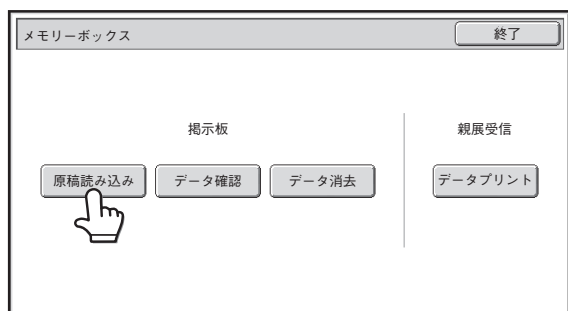 メモリーボックス
終了
掲示板
親展受信
原稿読み込み
データ確認
データ消去
データプリント